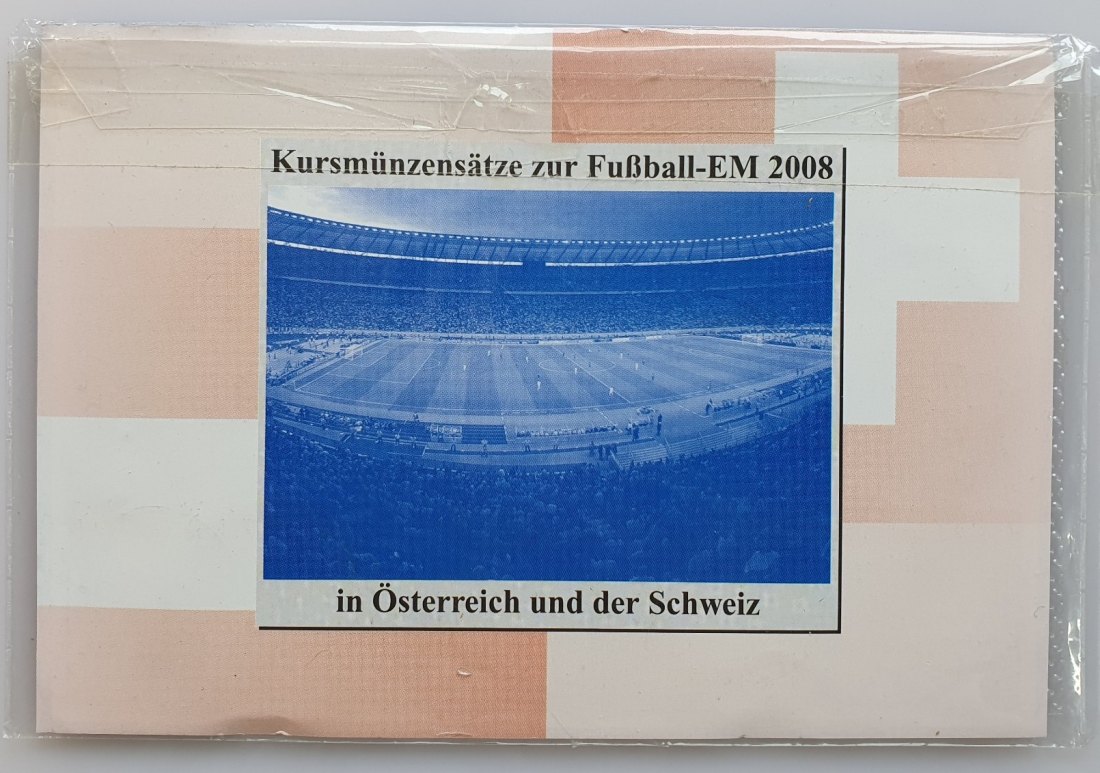 Kursmünzensätze zur Fußball-EM 2008
in Österreich und der Schweiz